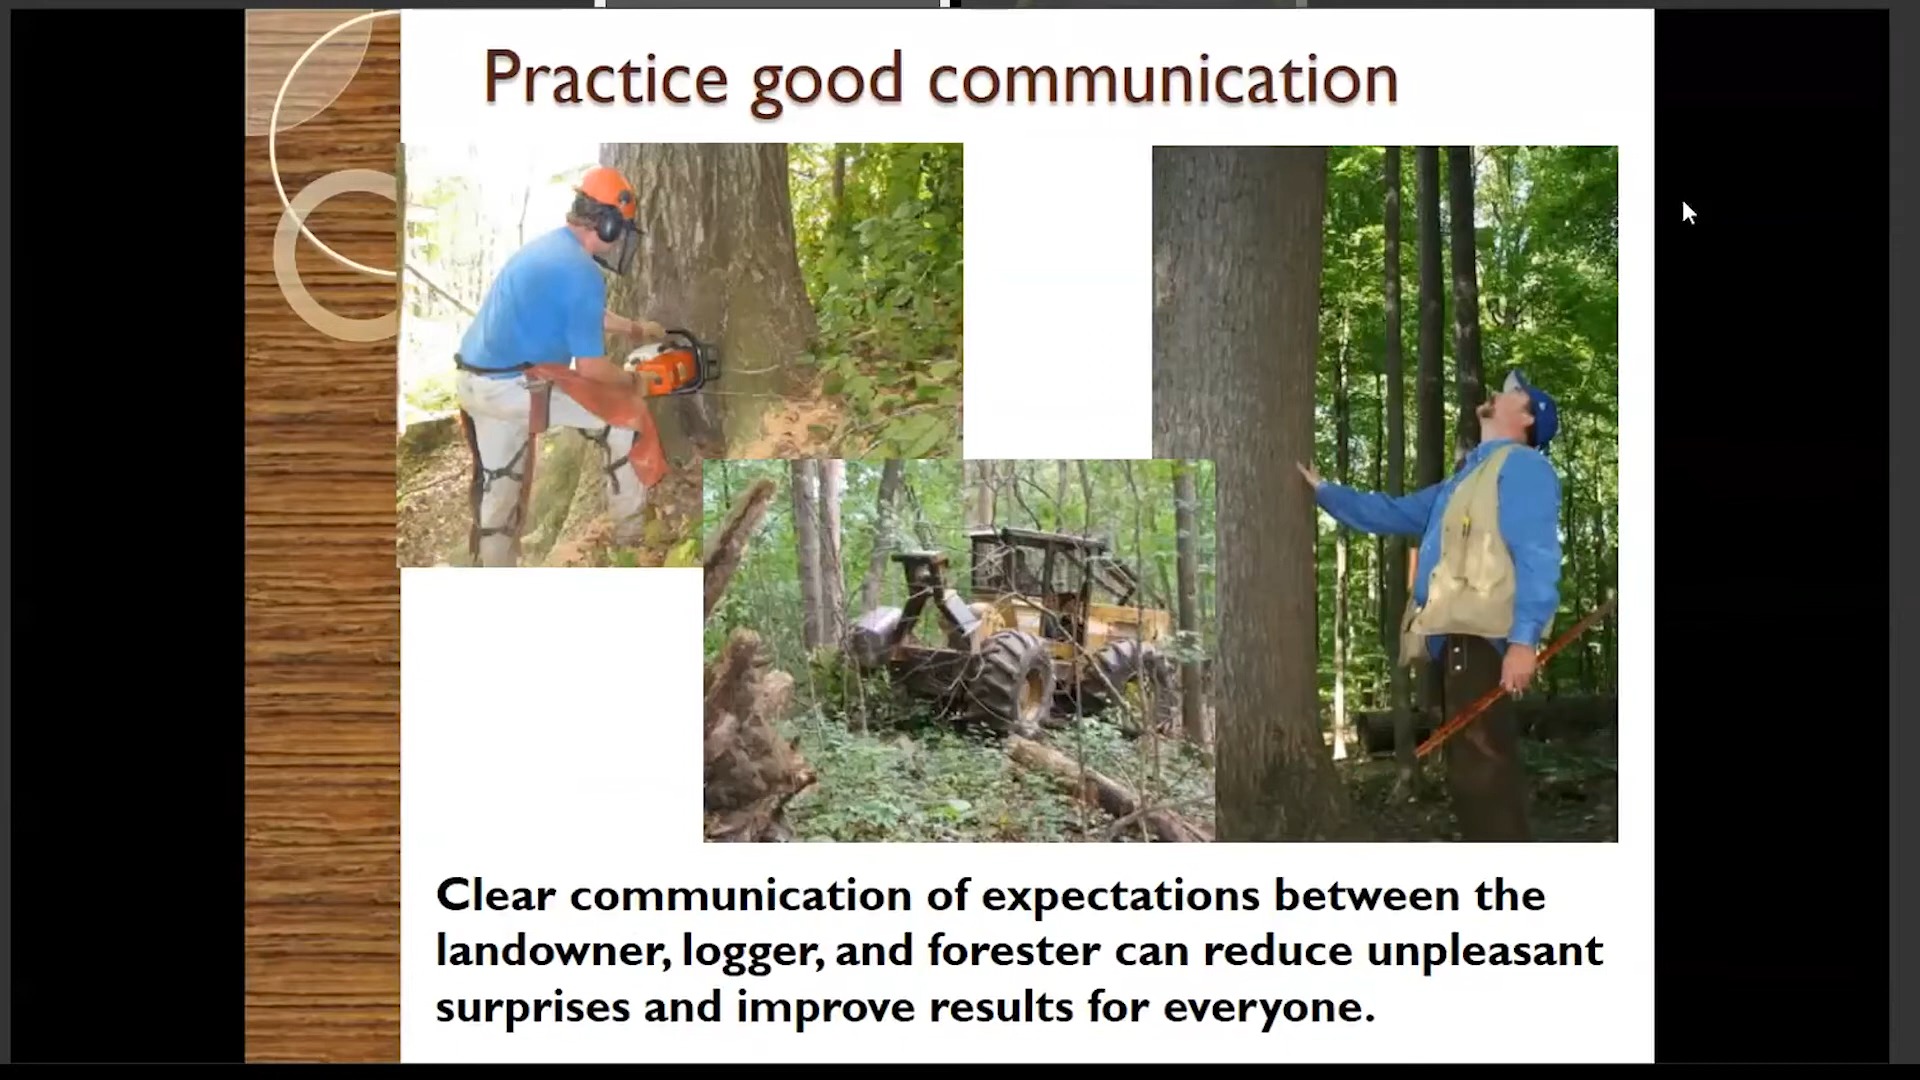 Practice good communication
Clear communication of expectations between the
landowner, logger, and forester can reduce unpleasant
surprises and improve results for everyone.